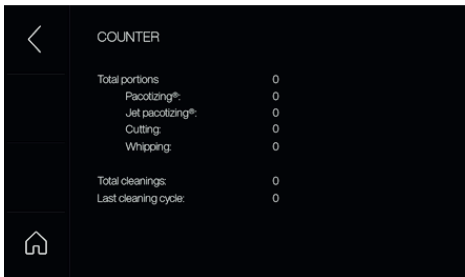 COUNTER
Total portions 0
Pacotizing®: 0
Jet pacotizing®: 0
Cutting: 0
Whipping: 0
Total cleanings: 0
Last cleaning cycle: 0